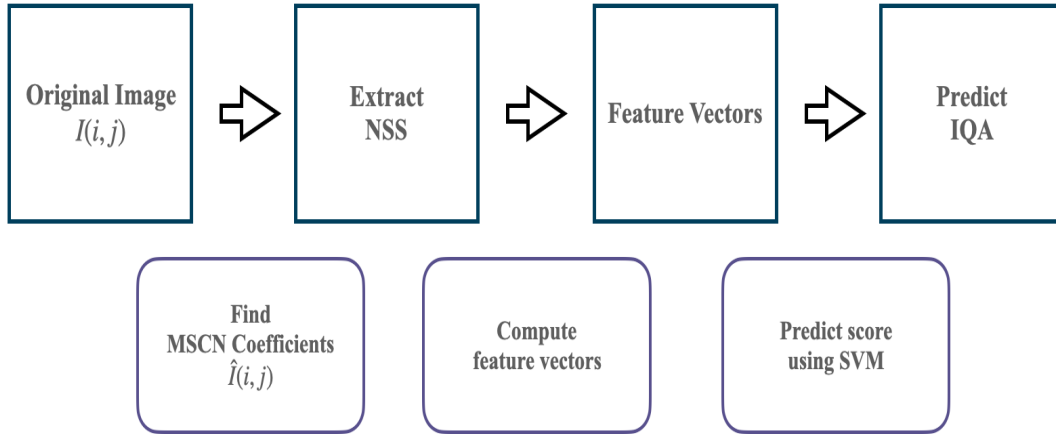 Original Image
I(i, j)
Extract
NSS
Feature Vectors
Predict
IQA
Find
MSCN Coefficients
Î(i, j)
Compute
feature vectors
Predict score
using SVM